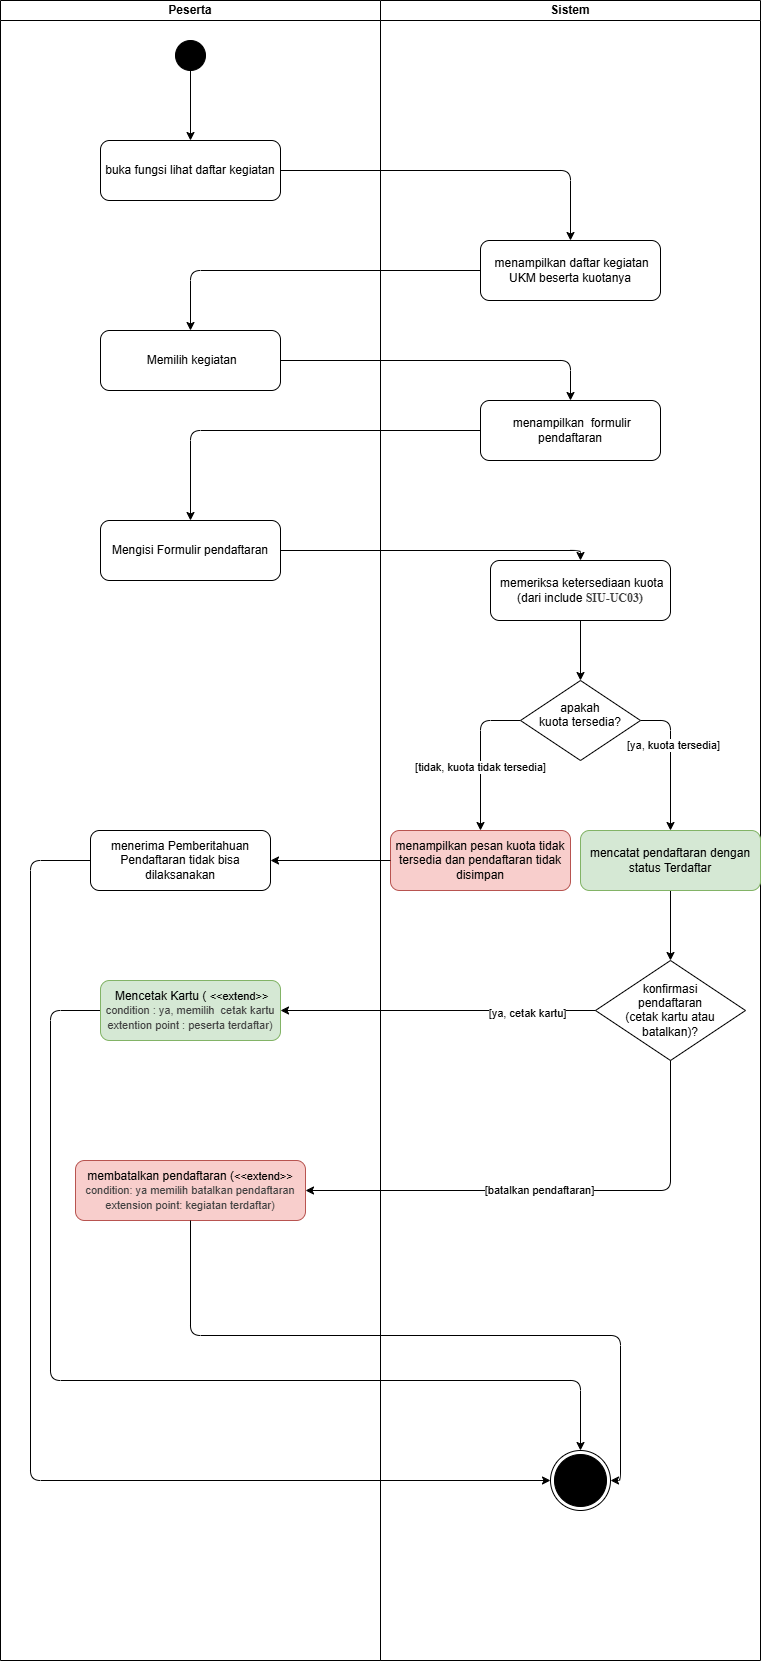 Peserta
Sistem
buka fungsi lihat daftar kegiatan
menampilkan daftar kegiatan
UKM beserta kuotanya
Memilih kegiatan
menampilkan formulir
pendaftaran
Mengisi Formulir pendaftaran
memeriksa ketersediaan kuota
(dari include SIU-UC03)
apakah
kuota tersedia?
[ya, kuota tersedia]
[tidak, kuota tidak tersedia]
menerima Pemberitahuan
Pendaftaran tidak bisa
dilaksanakan
menampilkan pesan kuota tidak
tersedia dan pendaftaran tidak
disimpan
mencatat pendaftaran dengan
status Terdaftar
Mencetak Kartu ( <<extend>>
condition : ya, memilih cetak kartu
extention point : peserta terdaftar)
[ya, cetak kartu]
konfirmasi
pendaftaran
(cetak kartu atau
batalkan)?
membatalkan pendaftaran (<<extend>>
condition: ya memilih batalkan pendaftaran
extension point: kegiatan terdaftar)
[batalkan pendaftaran]